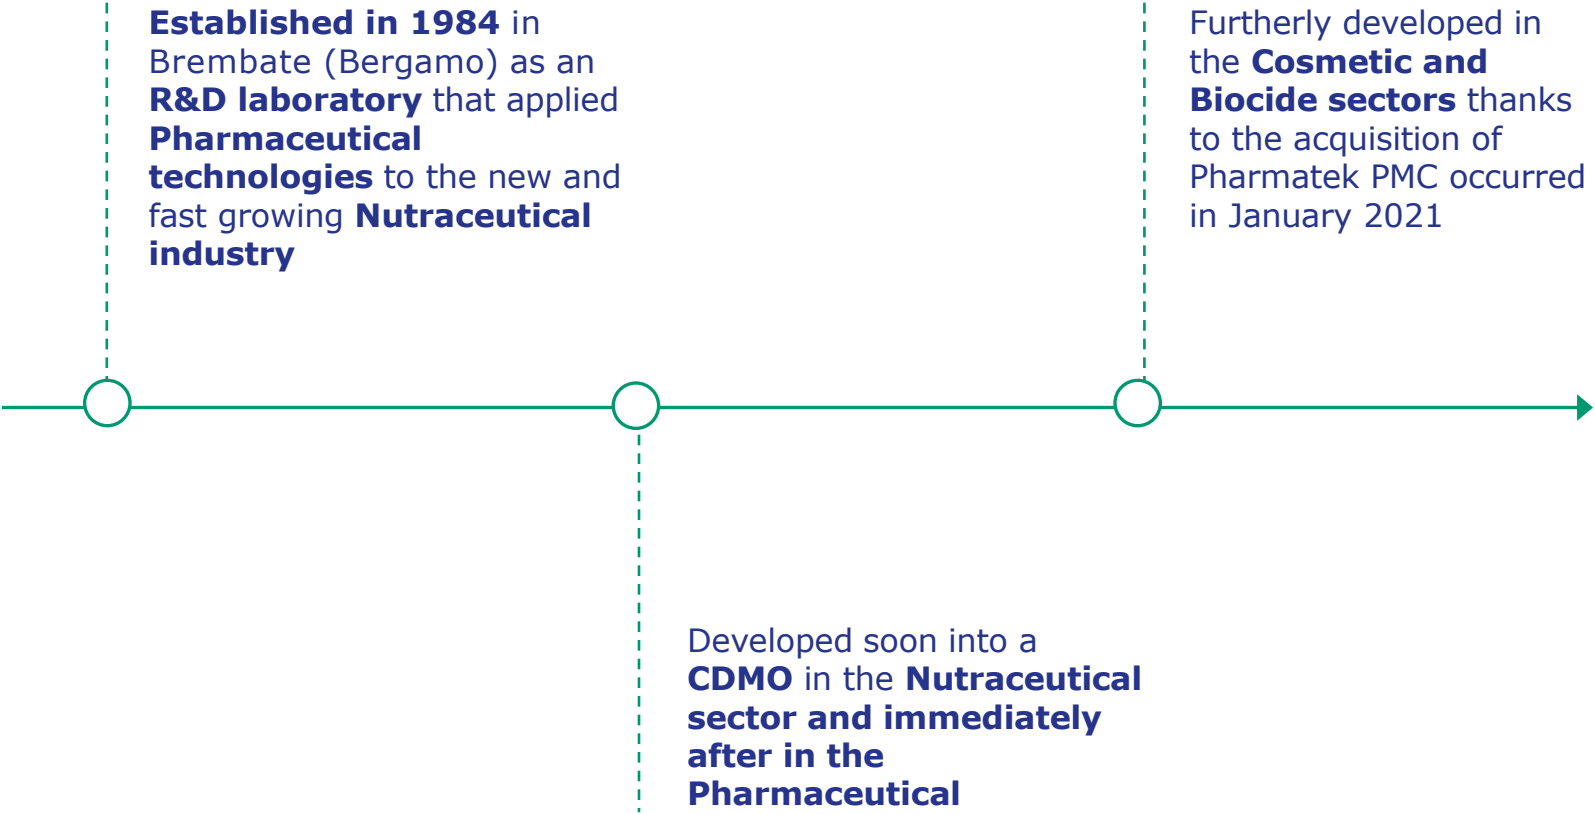 Established in 1984 in
Brembate (Bergamo) as an
R&D laboratory that applied
Pharmaceutical
technologies to the new and
fast growing Nutraceutical
industry
Developed soon into a
CDMO in the Nutraceutical
sector and immediately
after in the
Pharmaceutical
Furtherly developed in
the Cosmetic and
Biocide sectors thanks
to the acquisition of
Pharmatek PMC occurred
in January 2021